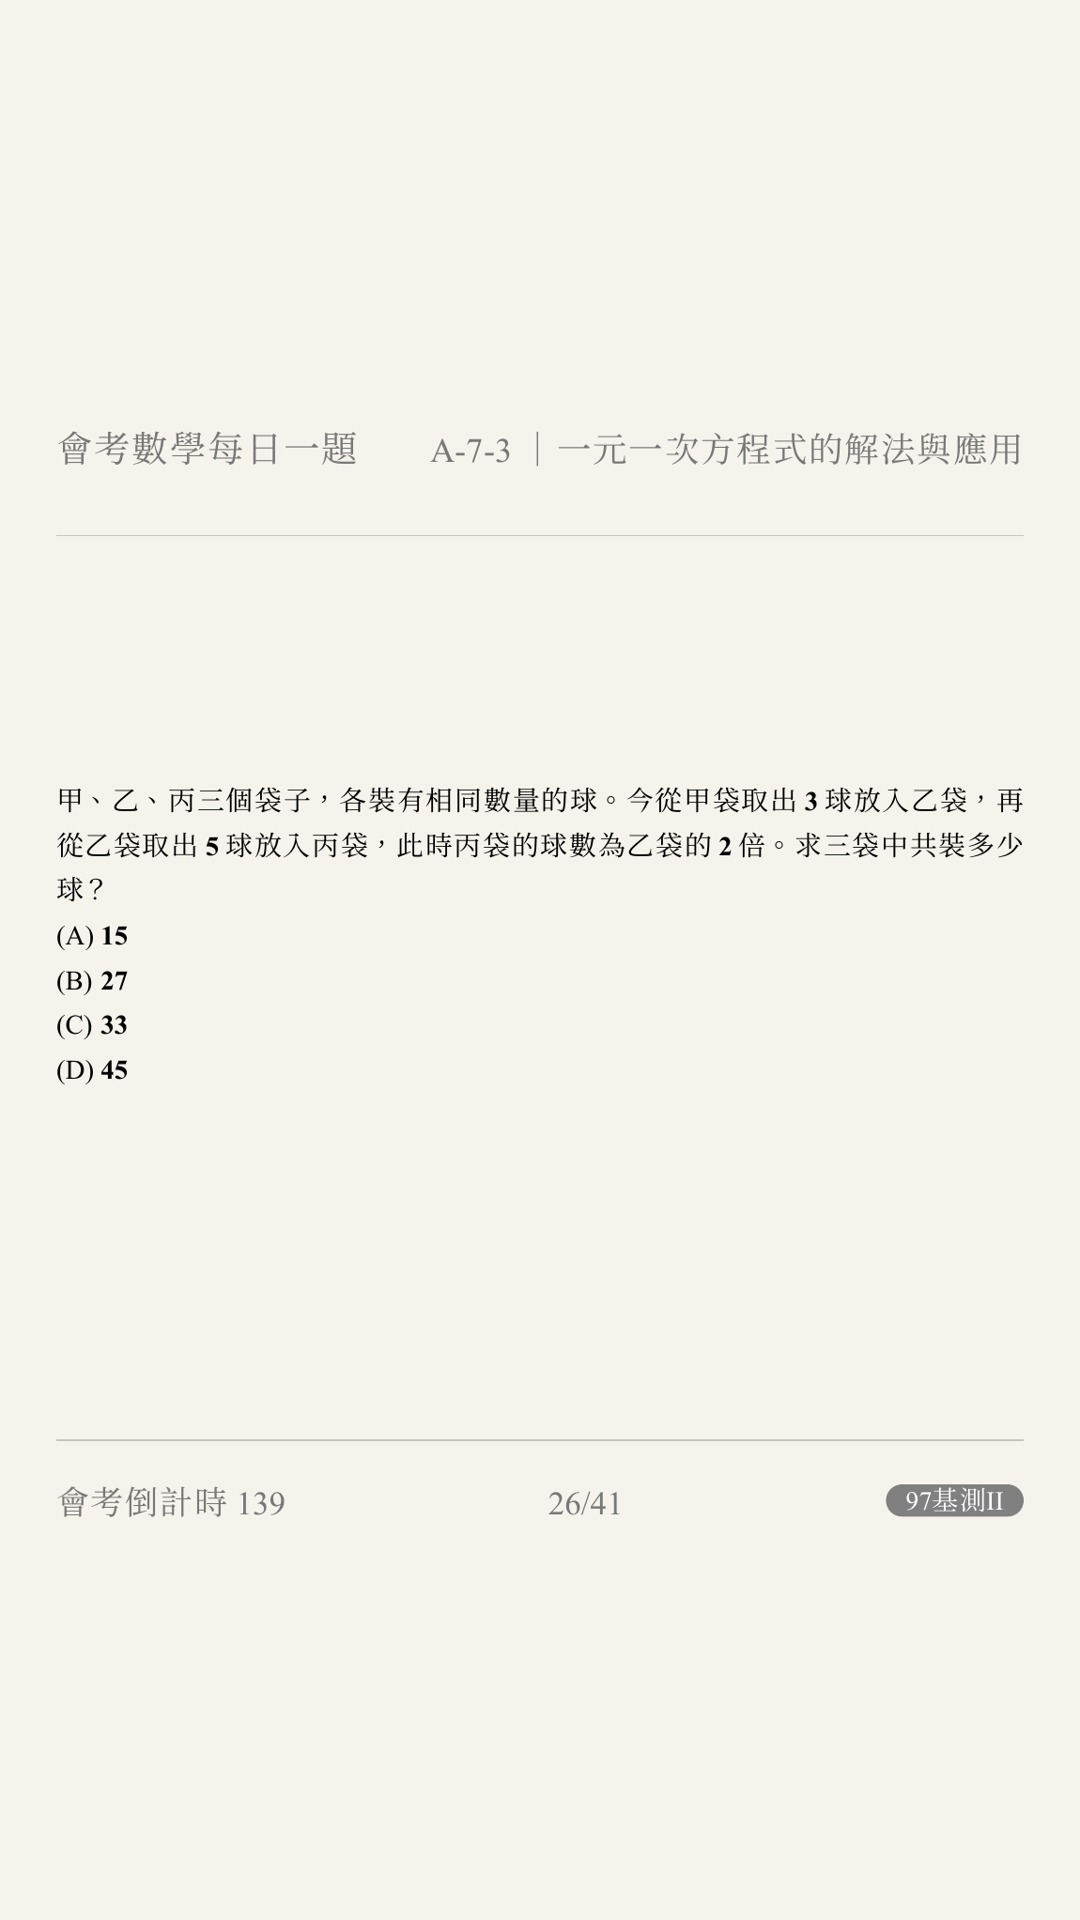 會考數學每日一題 A-7-3｜一元一次方程式的解法與應用
甲、乙、丙三個袋子，各裝有相同數量的球。今從甲袋取出 3 球放入乙袋，再
從乙袋取出 5 球放入丙袋，此時丙袋的球數為乙袋的 2 倍。求三袋中共裝多少
球？
(A) 15
(B) 27
(C) 33
(D) 45
會考倒計時 139 26/41 97基測II